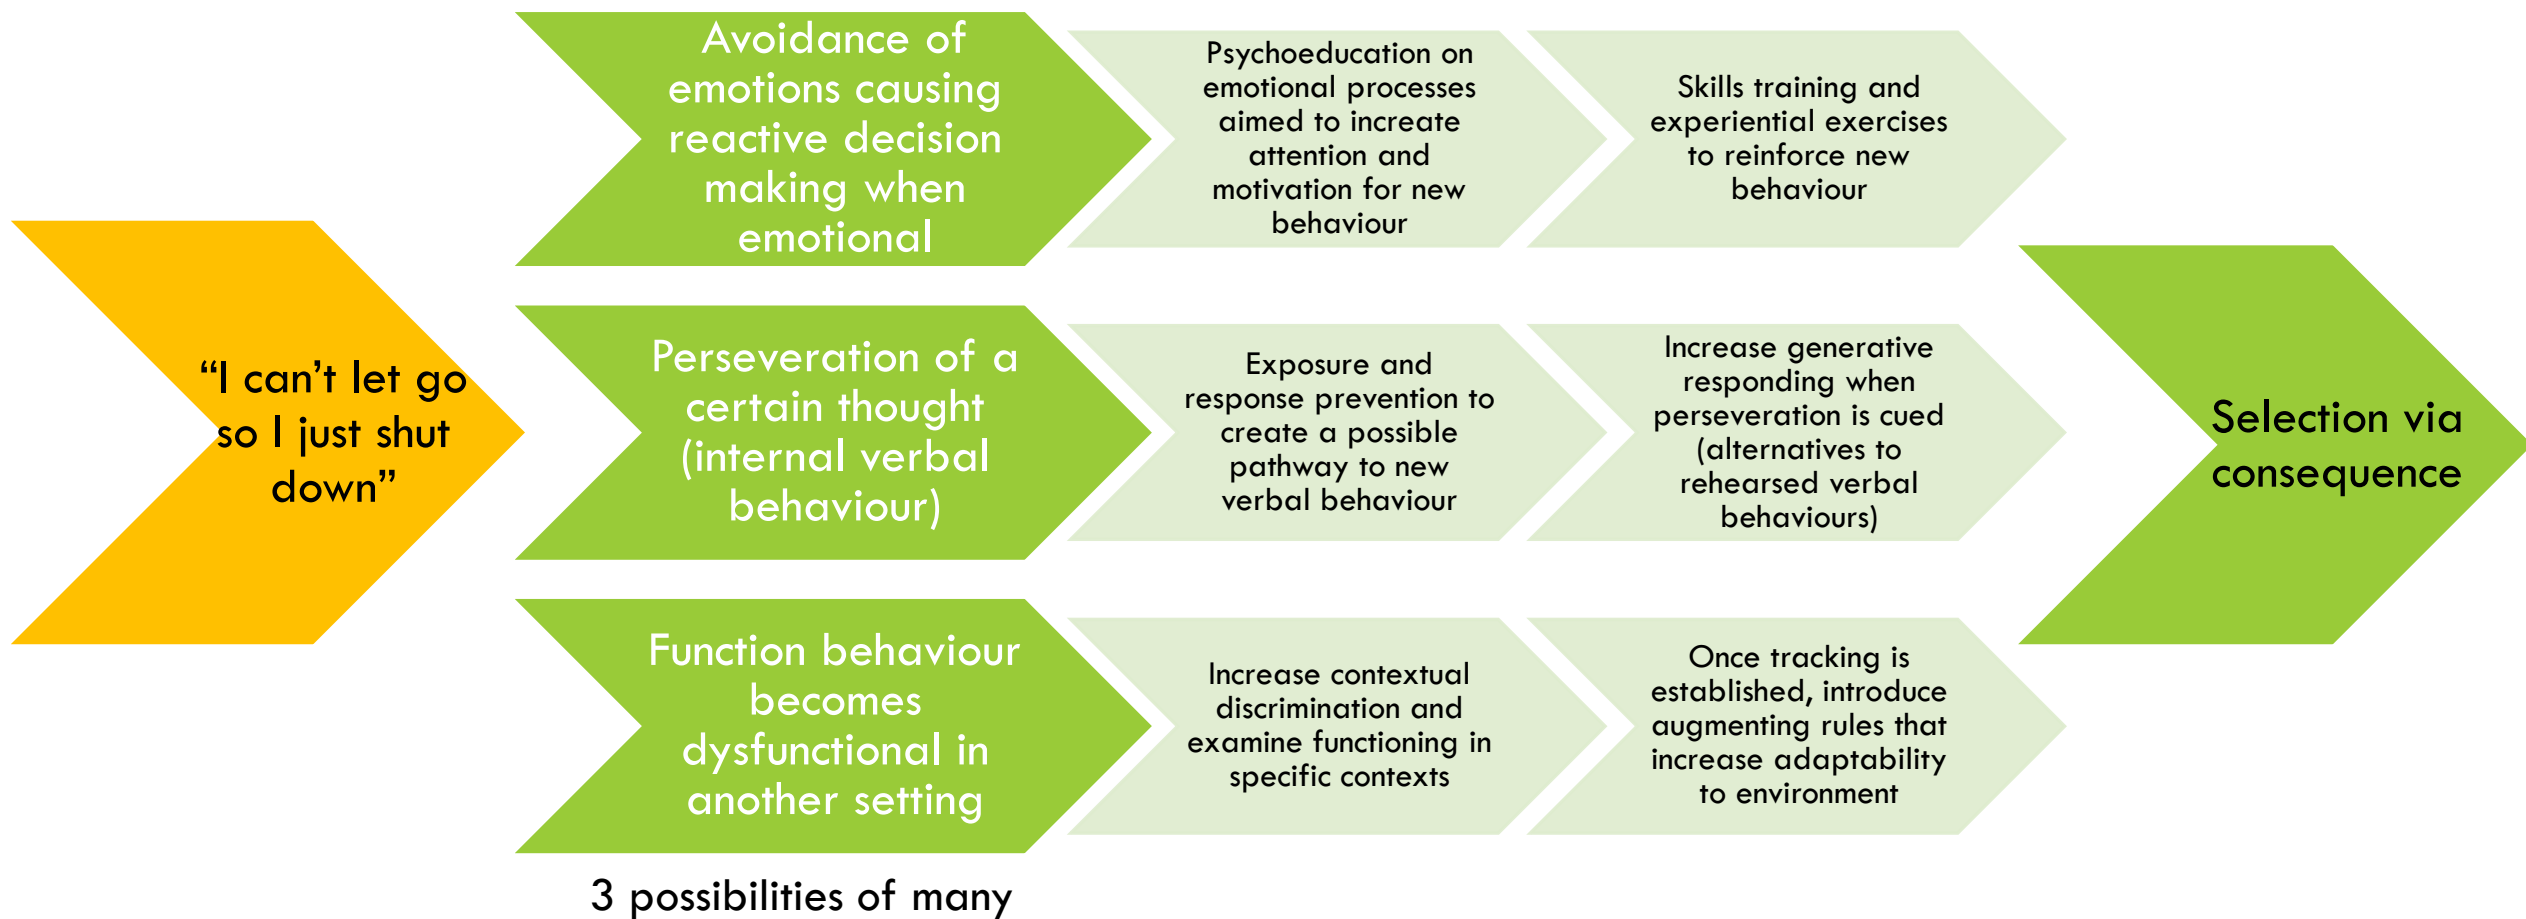 “I can’t let go
so I just shut
down”
Avoidance of
emotions causing
reactive decision
making when
emotional
Psychoeducation on
emotional processes
aimed to increate
attention and
motivation for new
behaviour
Skills training and
experiential exercises
to reinforce new
behaviour
Perseveration of a
certain thought
(internal verbal
behaviour)
Exposure and
response prevention to
create a possible
pathway to new
verbal behaviour
Increase generative
responding when
perseveration is cued
(alternatives to
rehearsed verbal
behaviours)
Function behaviour
becomes
dysfunctional in
another setting
Increase contextual
discrimination and
examine functioning in
specific contexts
Once tracking is
established, introduce
augmenting rules that
increase adaptability
to environment
Selection via
consequence
3 possibilities of many